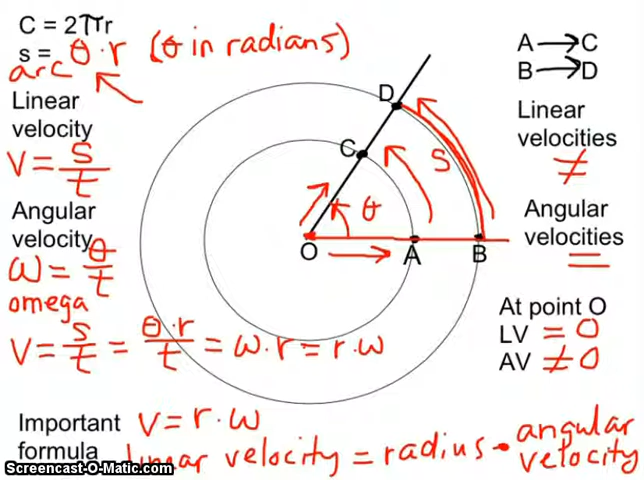 C = 2πr
s = θ·r (θ in radians)
arc
Linear
velocity
V = s/t
Angular
velocity
ω = θ/t
omega
V = s/t = θ·r/t = ω·r = r·ω
Important
formula
V = r·ω
linear velocity = radius · angular velocity
D
C
S
θ
O
A
B
A → C
B → D
Linear
velocities
≠
Angular
velocities
=
At point O
LV = 0
AV ≠ 0
Screencast-O-Matic.com